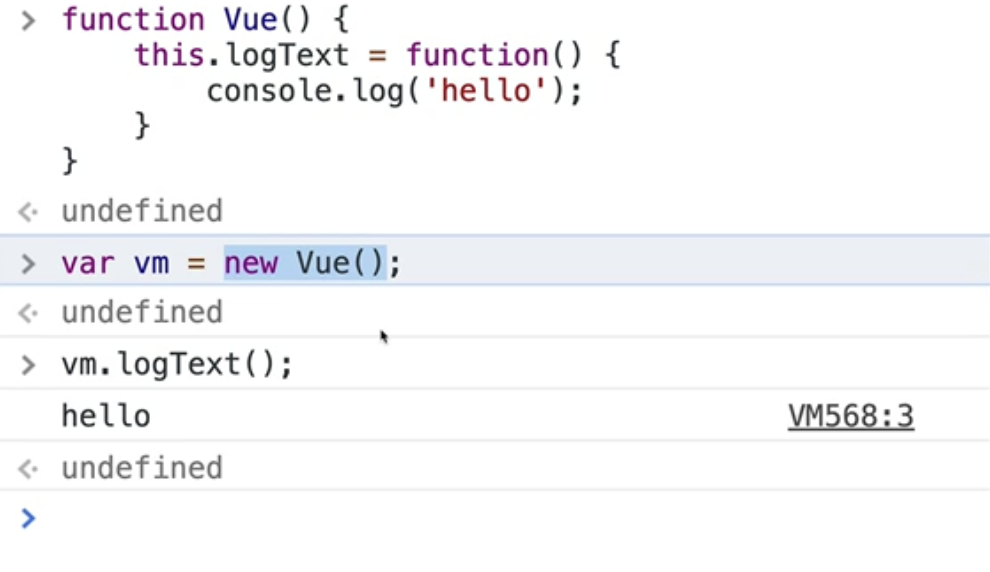 > function Vue() {
this.logText = function() {
console.log('hello');
}
}
<· undefined
> var vm = new Vue();
<· undefined
> vm.logText();
hello VM568:3
<· undefined
>